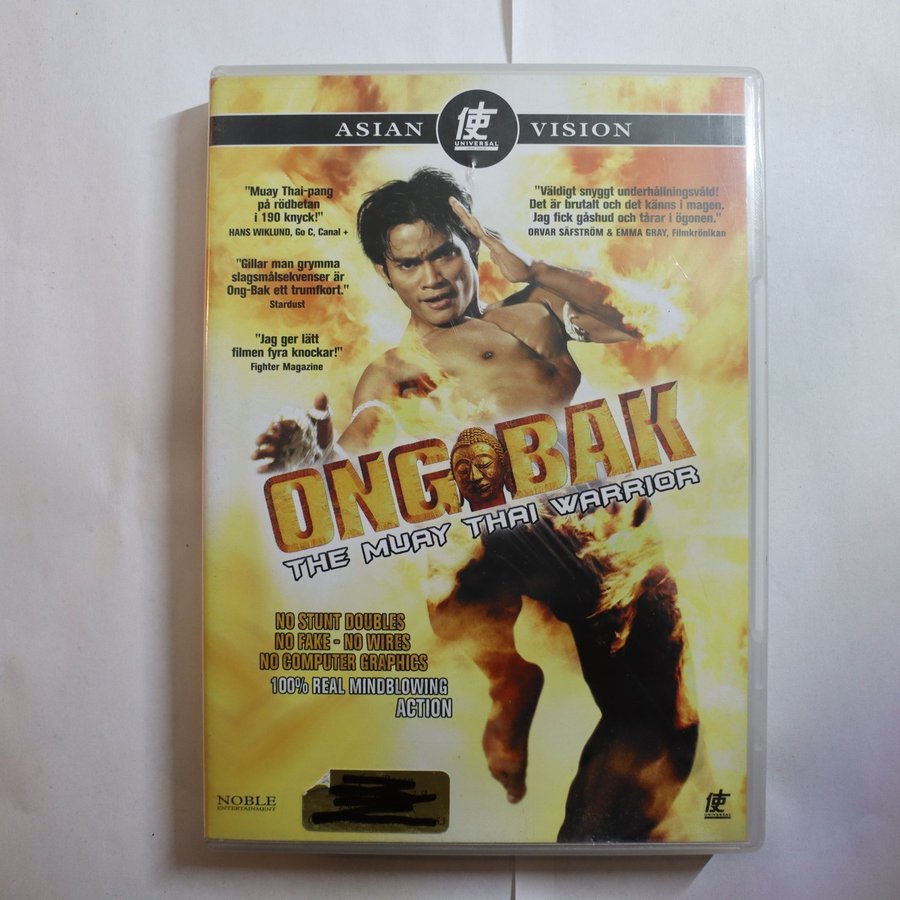 ASIAN 使 VISION
UNIVERSAL
"Muay Thai-pang
på rödbetan
i 190 knyck!"
HANS WIKLUND, Go C, Canal +
"Gillar man grymma
slagsmålsekvenser är
Ong-Bak ett trumfkort."
Stardust
"Jag ger lätt
filmen fyra knockar!"
Fighter Magazine
"Väldigt snyggt underhållningsvåld!
Det är brutalt och det känns i magen.
Jag fick gåshud och tårar i ögonen."
ORVAR SÄFSTRÖM & EMMA GRAY, Filmkrönikan
ONG BAK
THE MUAY THAI WARRIOR
NO STUNT DOUBLES
NO FAKE - NO WIRES
NO COMPUTER GRAPHICS
100% REAL MINDBLOWING
ACTION
NOBLE
ENTERTAINMENT
使
UNIVERSAL